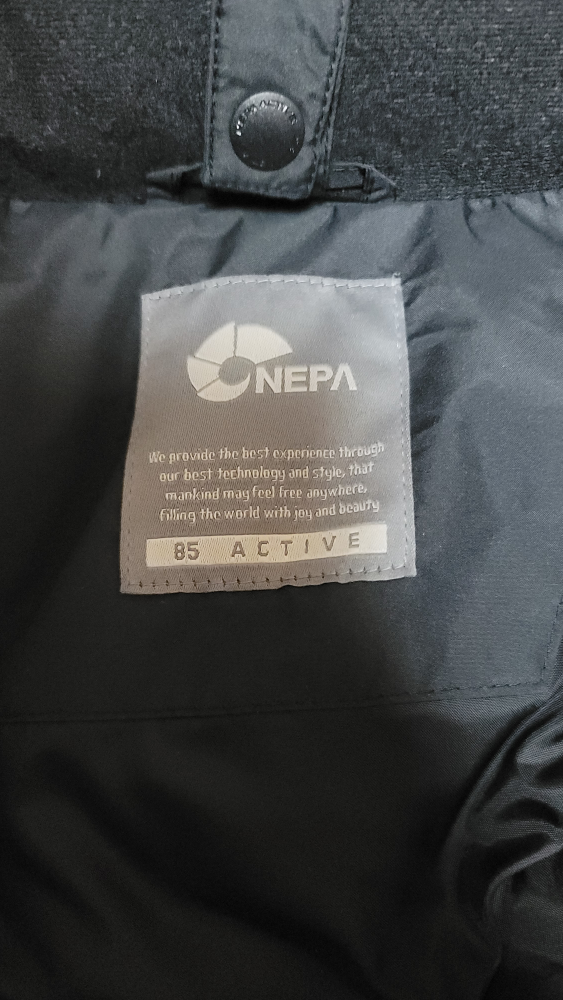 NEPA
We provide the best experience through
our best technology and style, that
mankind may feel free anywhere,
filling the world with joy and beauty
85 ACTIVE